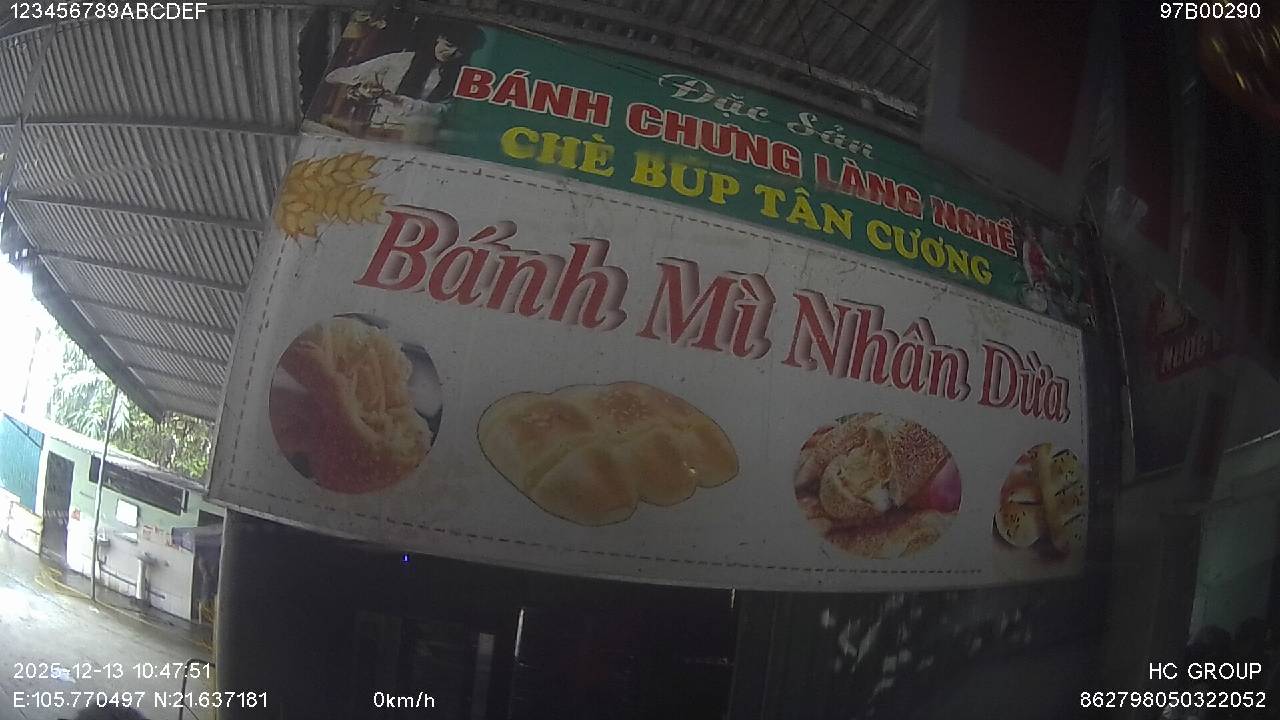 123456789ABCDEF
97B00290
Đặc Sản
BÁNH CHƯNG LÀNG NGHỀ
CHÈ BÚP TÂN CƯƠNG
Bánh Mì Nhân Dừa
NƯỚC
2025-12-13 10:47:51
HC GROUP
E:105.770497 N:21.637181
0km/h
862798050322052